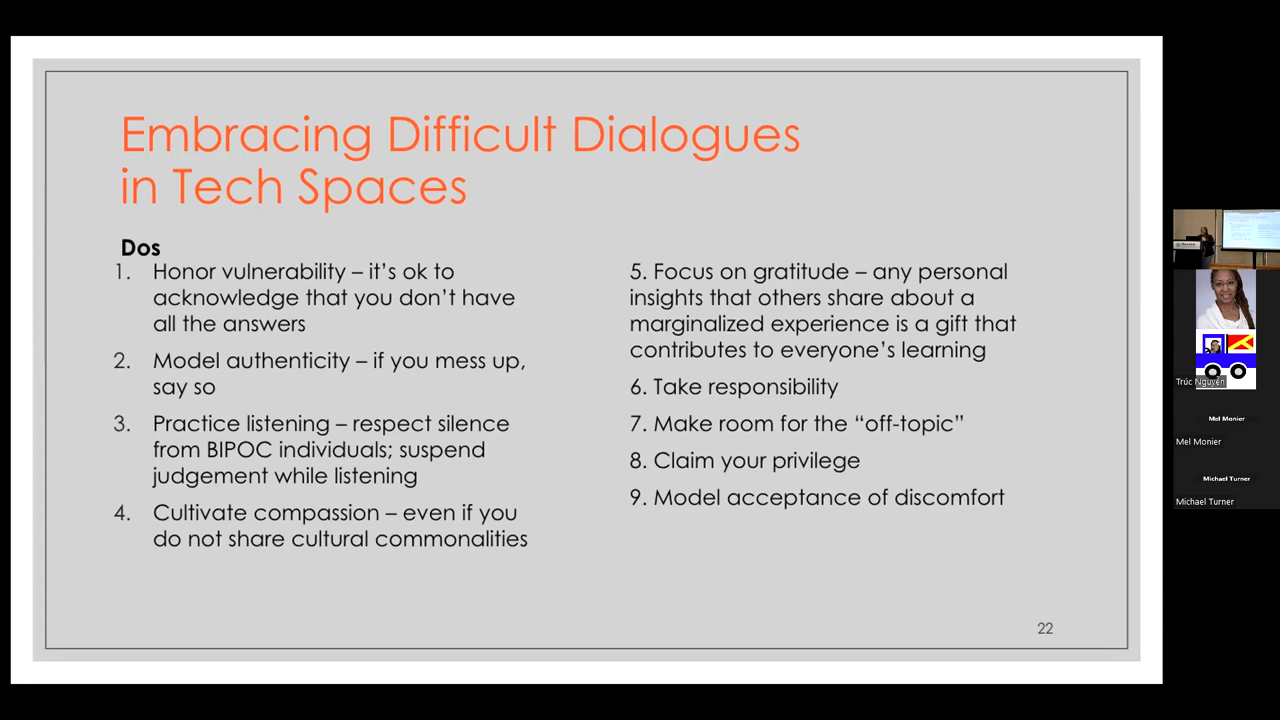 Embracing Difficult Dialogues
in Tech Spaces
Dos
1. Honor vulnerability – it's ok to
acknowledge that you don't have
all the answers
2. Model authenticity – if you mess up,
say so
3. Practice listening – respect silence
from BIPOC individuals; suspend
judgement while listening
4. Cultivate compassion – even if you
do not share cultural commonalities
5. Focus on gratitude – any personal
insights that others share about a
marginalized experience is a gift that
contributes to everyone's learning
6. Take responsibility
7. Make room for the “off-topic”
8. Claim your privilege
9. Model acceptance of discomfort
22
Trúc Nguyễn
Mel Monier
Mel Monier
Michael Turner
Michael Turner